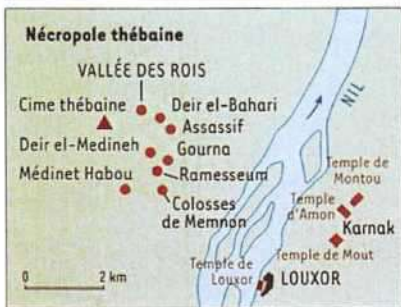 Nécropole thébaine
VALLÉE DES ROIS
Cime thébaine
Deir el-Bahari
Assassif
Deir el-Medineh
Gourna
Médinet Habou
Ramesseum
Colosses
de Memnon
NIL
Temple de
Montou
Temple
d'Amon
Karnak
Temple de Mout
Temple de
Louxor
LOUXOR
0 2 km